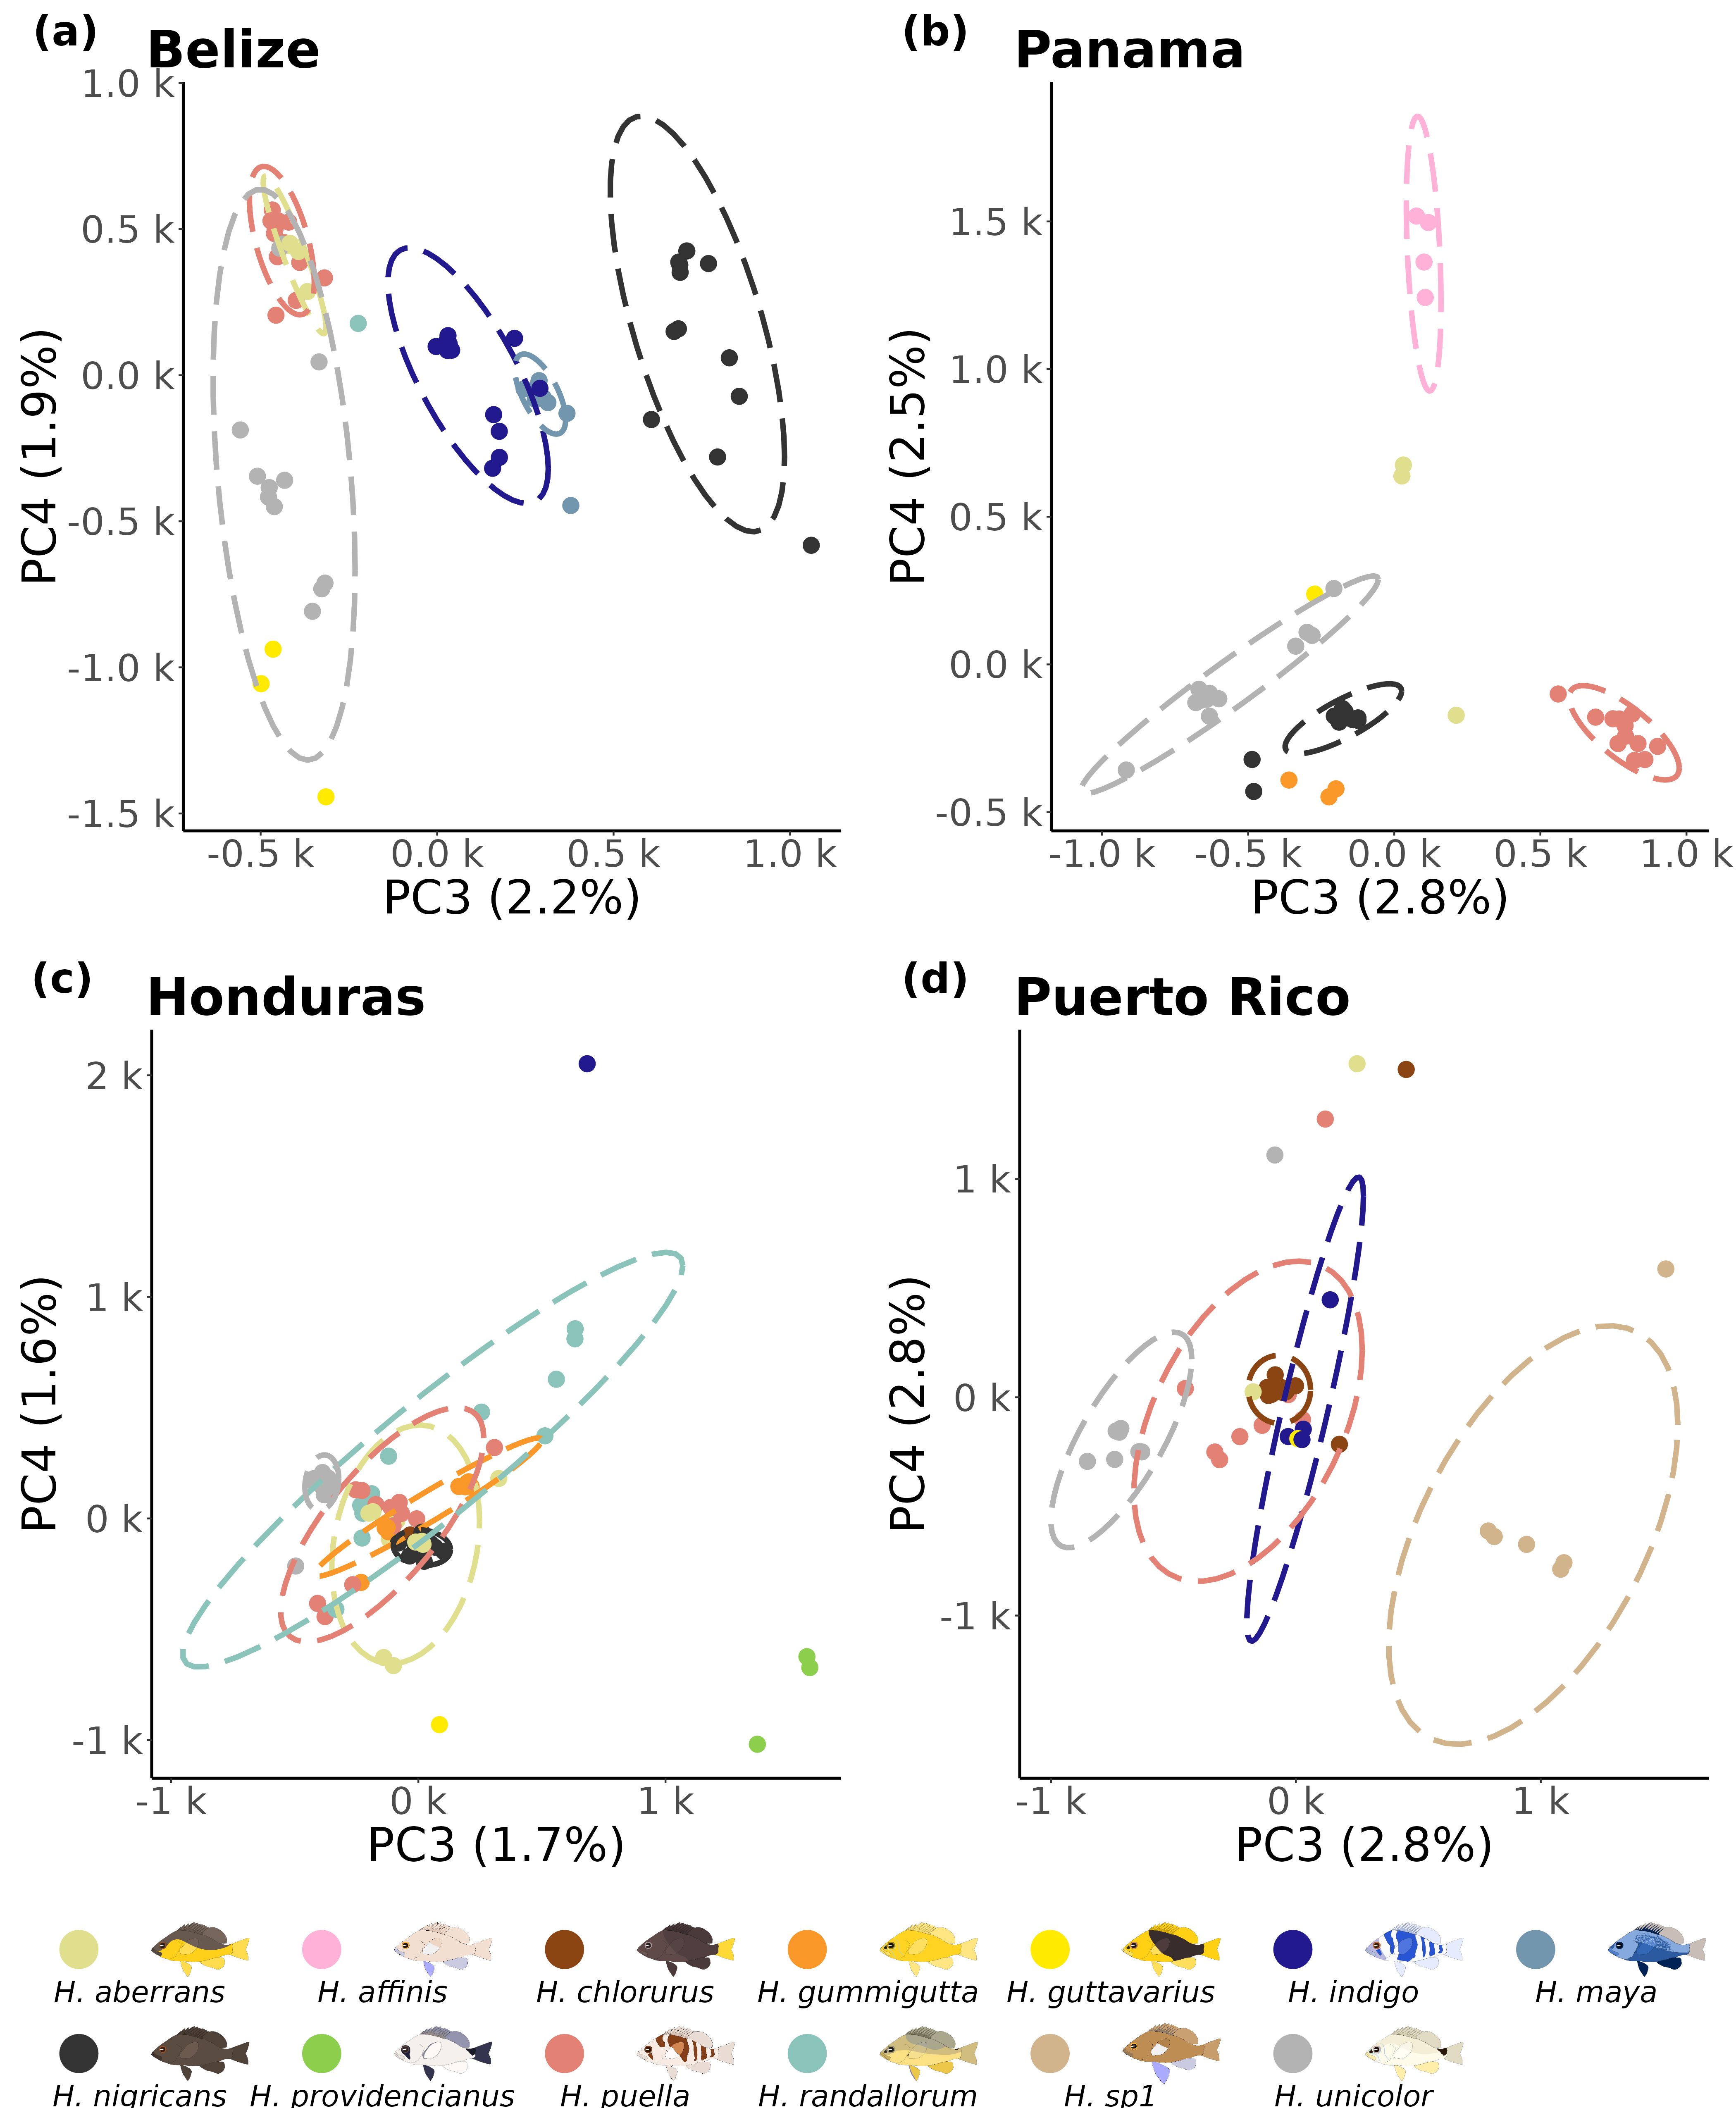 (a) Belize
1.0 k
0.5 k
0.0 k
-0.5 k
-1.0 k
-1.5 k
PC4 (1.9%)
-0.5 k 0.0 k 0.5 k 1.0 k
PC3 (2.2%)
(b) Panama
1.5 k
1.0 k
0.5 k
0.0 k
-0.5 k
PC4 (2.5%)
-1.0 k -0.5 k 0.0 k 0.5 k 1.0 k
PC3 (2.8%)
(c) Honduras
2 k
1 k
0 k
-1 k
PC4 (1.6%)
-1 k 0 k 1 k
PC3 (1.7%)
(d) Puerto Rico
1 k
0 k
-1 k
PC4 (2.8%)
-1 k 0 k 1 k
PC3 (2.8%)
H. aberrans H. affinis H. chlorurus H. gummigutta H. guttavarius H. indigo H. maya
H. nigricans H. providencianus H. puella H. randallorum H. sp1 H. unicolor